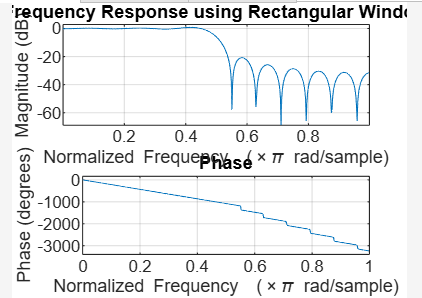 Frequency Response using Rectangular Windo
Magnitude (dB)
0
-20
-40
-60
0.2 0.4 0.6 0.8
Normalized Frequency (×π rad/sample)
Phase
Phase (degrees)
0
-1000
-2000
-3000
0 0.2 0.4 0.6 0.8 1
Normalized Frequency (×π rad/sample)